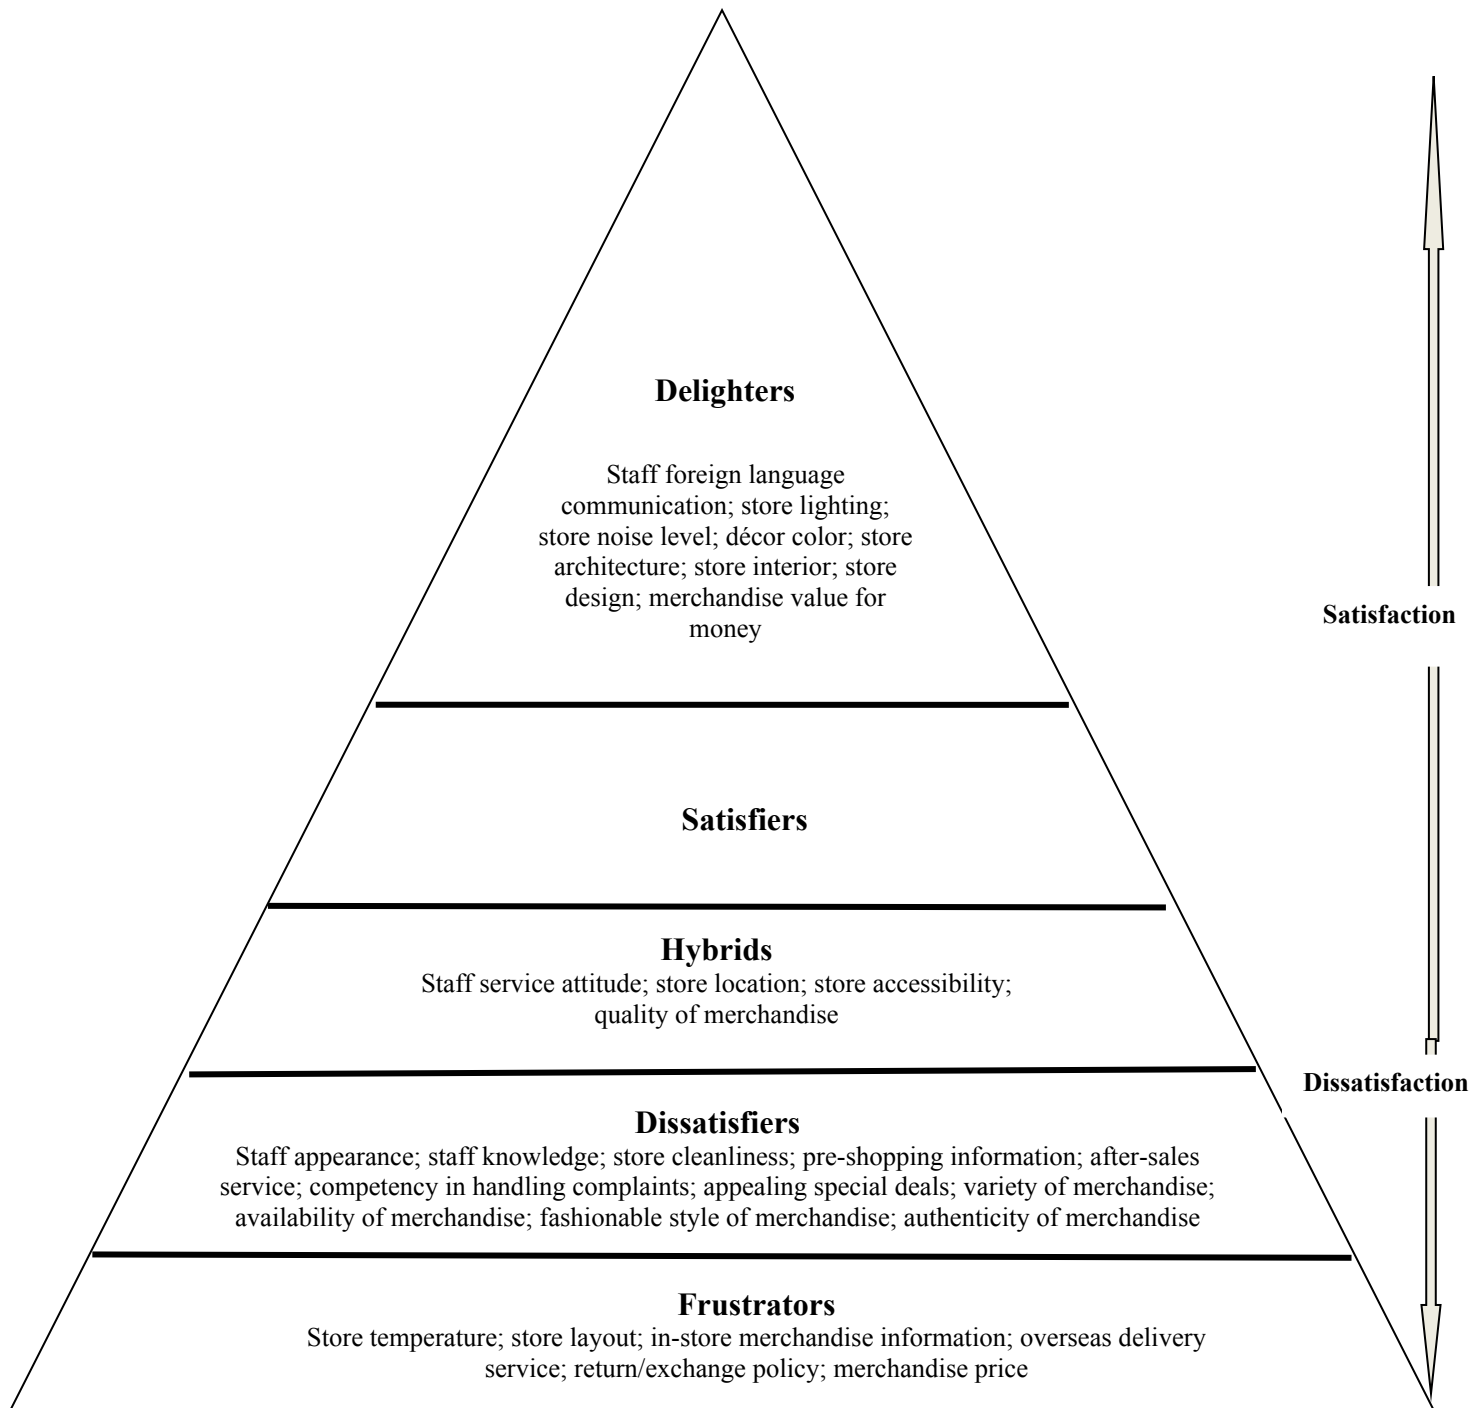 Delighters
Staff foreign language
communication; store lighting;
store noise level; décor color; store
architecture; store interior; store
design; merchandise value for
money
Satisfaction
Satisfiers
Hybrids
Staff service attitude; store location; store accessibility;
quality of merchandise
Dissatisfaction
Dissatisfiers
Staff appearance; staff knowledge; store cleanliness; pre-shopping information; after-sales
service; competency in handling complaints; appealing special deals; variety of merchandise;
availability of merchandise; fashionable style of merchandise; authenticity of merchandise
Frustrators
Store temperature; store layout; in-store merchandise information; overseas delivery
service; return/exchange policy; merchandise price